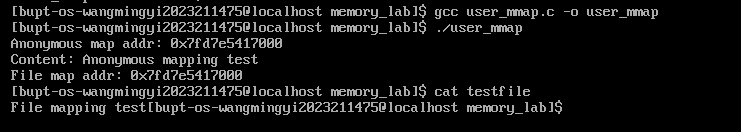 [bupt-os-wangmingyi2023211475@localhost memory_lab]$ gcc user_mmap.c -o user_mmap
[bupt-os-wangmingyi2023211475@localhost memory_lab]$ ./user_mmap
Anonymous map addr: 0x7fd7e5417000
Content: Anonymous mapping test
File map addr: 0x7fd7e5417000
[bupt-os-wangmingyi2023211475@localhost memory_lab]$ cat testfile
File mapping test[bupt-os-wangmingyi2023211475@localhost memory_lab]$